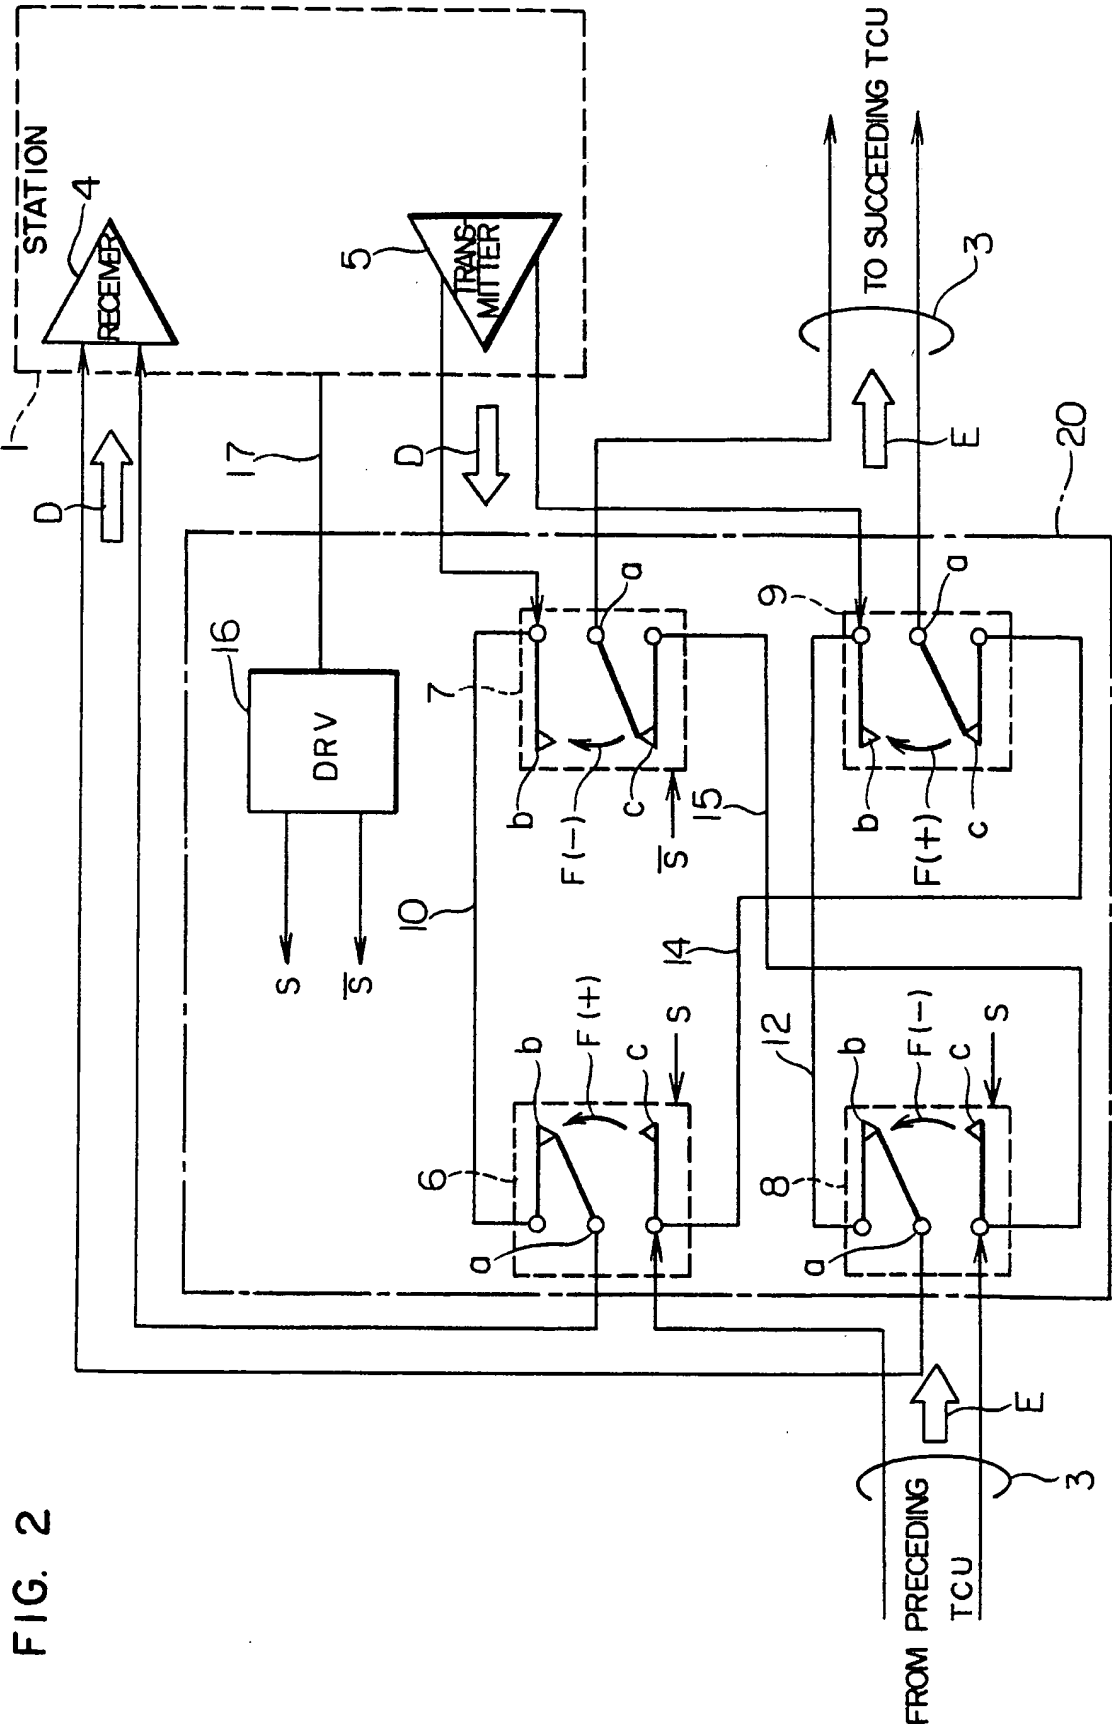 FIG. 2
STATION
1
RECEIVER
4
TRANS-
MITTER
5
D
17
D
16
DRV
S
S̅
10
7
a
b
c
F(−)
S̅
15
9
a
b
c
F(+)
TO SUCCEEDING TCU
3
E
20
6
a
b
c
F(+)
S
14
12
8
a
b
c
F(−)
S
E
3
FROM PRECEDING
TCU